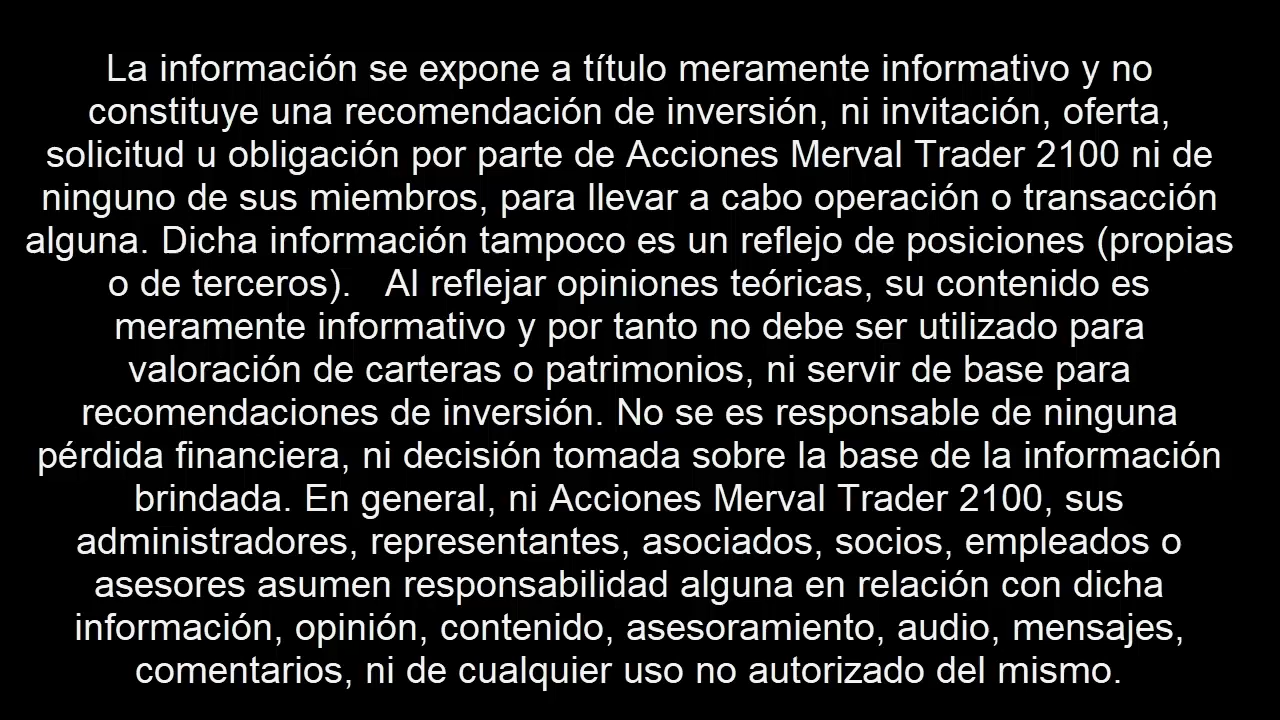 La información se expone a título meramente informativo y no
constituye una recomendación de inversión, ni invitación, oferta,
solicitud u obligación por parte de Acciones Merval Trader 2100 ni de
ninguno de sus miembros, para llevar a cabo operación o transacción
alguna. Dicha información tampoco es un reflejo de posiciones (propias
o de terceros). Al reflejar opiniones teóricas, su contenido es
meramente informativo y por tanto no debe ser utilizado para
valoración de carteras o patrimonios, ni servir de base para
recomendaciones de inversión. No se es responsable de ninguna
pérdida financiera, ni decisión tomada sobre la base de la información
brindada. En general, ni Acciones Merval Trader 2100, sus
administradores, representantes, asociados, socios, empleados o
asesores asumen responsabilidad alguna en relación con dicha
información, opinión, contenido, asesoramiento, audio, mensajes,
comentarios, ni de cualquier uso no autorizado del mismo.